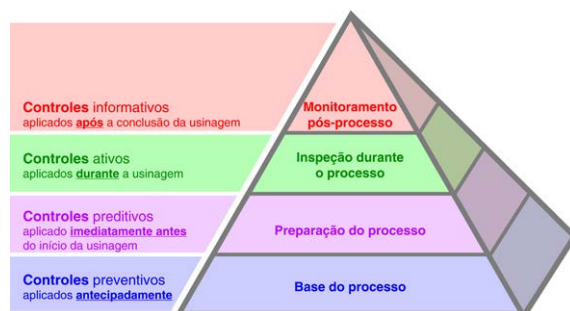 Controles informativos
aplicados após a conclusão da usinagem
Monitoramento
pós-processo
Controles ativos
aplicados durante a usinagem
Inspeção durante
o processo
Controles preditivos
aplicado imediatamente antes
do início da usinagem
Preparação do processo
Controles preventivos
aplicados antecipadamente
Base do processo